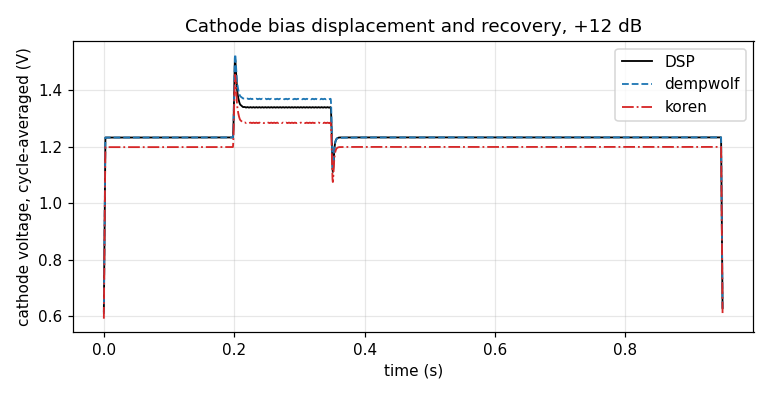 Cathode bias displacement and recovery, +12 dB
cathode voltage, cycle-averaged (V)
1.4
1.2
1.0
0.8
0.6
DSP
dempwolf
koren
0.0 0.2 0.4 0.6 0.8
time (s)